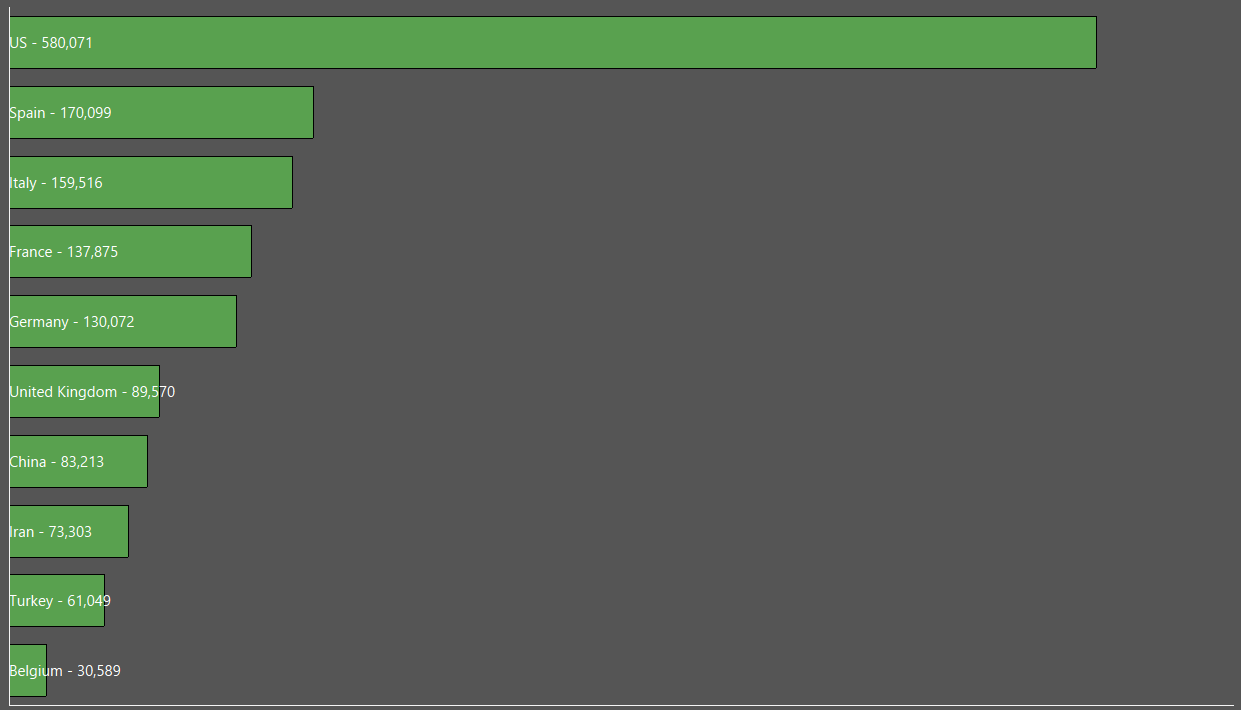 US - 580,071
Spain - 170,099
Italy - 159,516
France - 137,875
Germany - 130,072
United Kingdom - 89,570
China - 83,213
Iran - 73,303
Turkey - 61,049
Belgium - 30,589